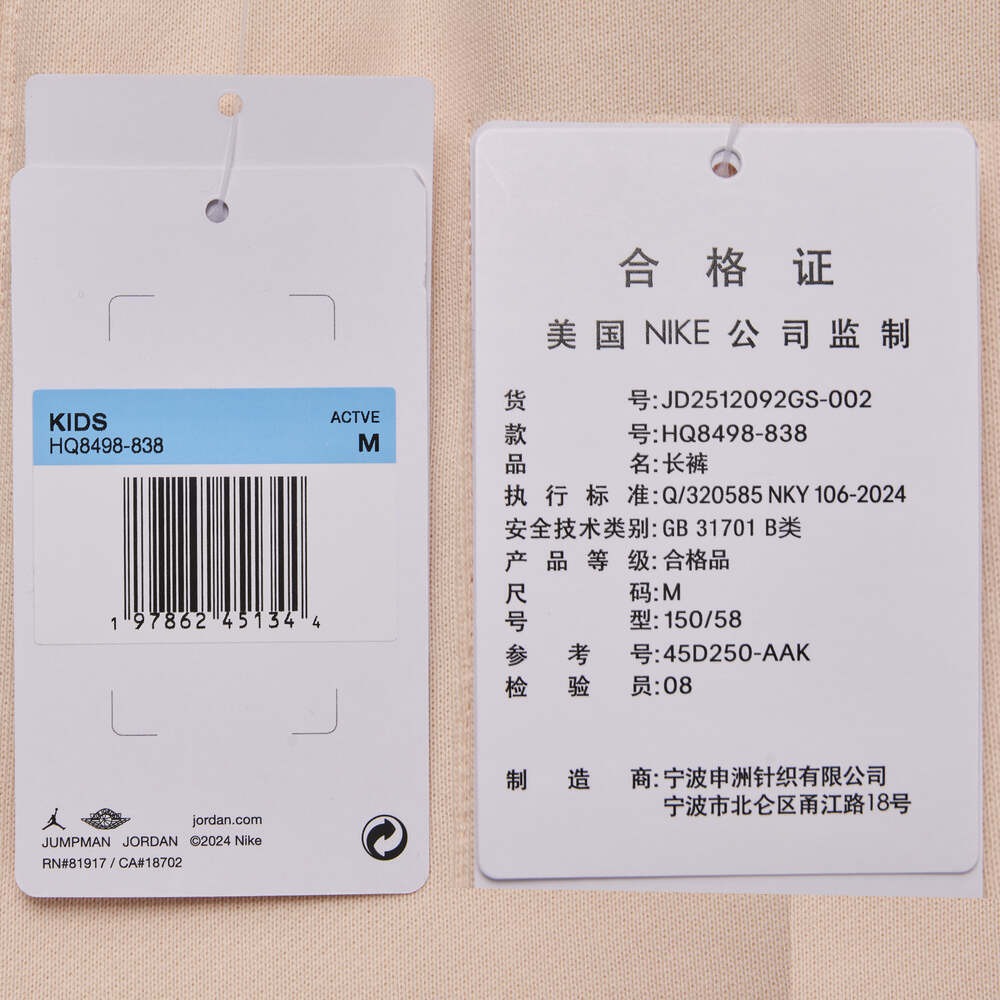 KIDS
HQ8498-838
ACTVE
M
1 97862 45134 4
jordan.com
JUMPMAN JORDAN ©2024 Nike
RN#81917 / CA#18702
合格证
美国 NIKE 公司监制
货号:JD2512092GS-002
款号:HQ8498-838
品名:长裤
执行标准:Q/320585 NKY 106-2024
安全技术类别:GB 31701 B类
产品等级:合格品
尺码:M
号型:150/58
参考号:45D250-AAK
检验员:08
制造商:宁波申洲针织有限公司
宁波市北仑区甬江路18号